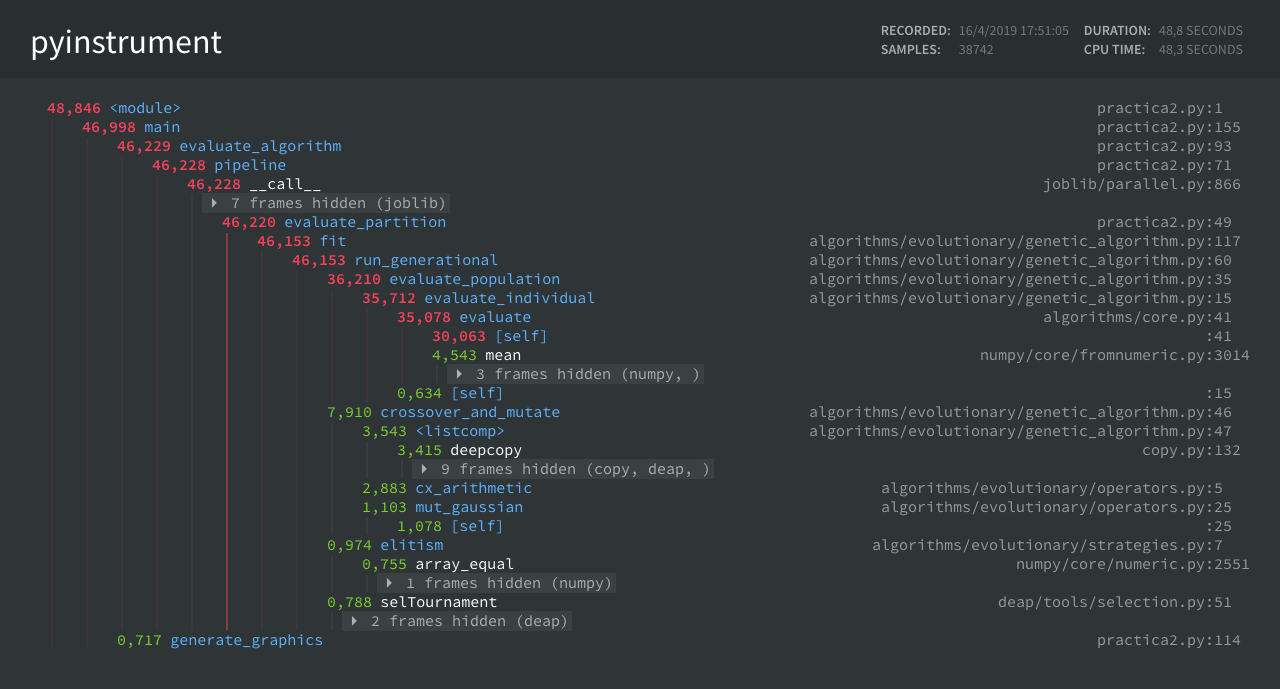 pyinstrument
RECORDED: 16/4/2019 17:51:05 DURATION: 48,8 SECONDS
SAMPLES: 38742 CPU TIME: 48,3 SECONDS
48,846 <module> practica2.py:1
46,998 main practica2.py:155
46,229 evaluate_algorithm practica2.py:93
46,228 pipeline practica2.py:71
46,228 __call__ joblib/parallel.py:866
7 frames hidden (joblib)
46,220 evaluate_partition practica2.py:49
46,153 fit algorithms/evolutionary/genetic_algorithm.py:117
46,153 run_generational algorithms/evolutionary/genetic_algorithm.py:60
36,210 evaluate_population algorithms/evolutionary/genetic_algorithm.py:35
35,712 evaluate_individual algorithms/evolutionary/genetic_algorithm.py:15
35,078 evaluate algorithms/core.py:41
30,063 [self] :41
4,543 mean numpy/core/fromnumeric.py:3014
3 frames hidden (numpy, )
0,634 [self] :15
7,910 crossover_and_mutate algorithms/evolutionary/genetic_algorithm.py:46
3,543 <listcomp> algorithms/evolutionary/genetic_algorithm.py:47
3,415 deepcopy copy.py:132
9 frames hidden (copy, deap, )
2,883 cx_arithmetic algorithms/evolutionary/operators.py:5
1,103 mut_gaussian algorithms/evolutionary/operators.py:25
1,078 [self] :25
0,974 elitism algorithms/evolutionary/strategies.py:7
0,755 array_equal numpy/core/numeric.py:2551
1 frames hidden (numpy)
0,788 selTournament deap/tools/selection.py:51
2 frames hidden (deap)
0,717 generate_graphics practica2.py:114